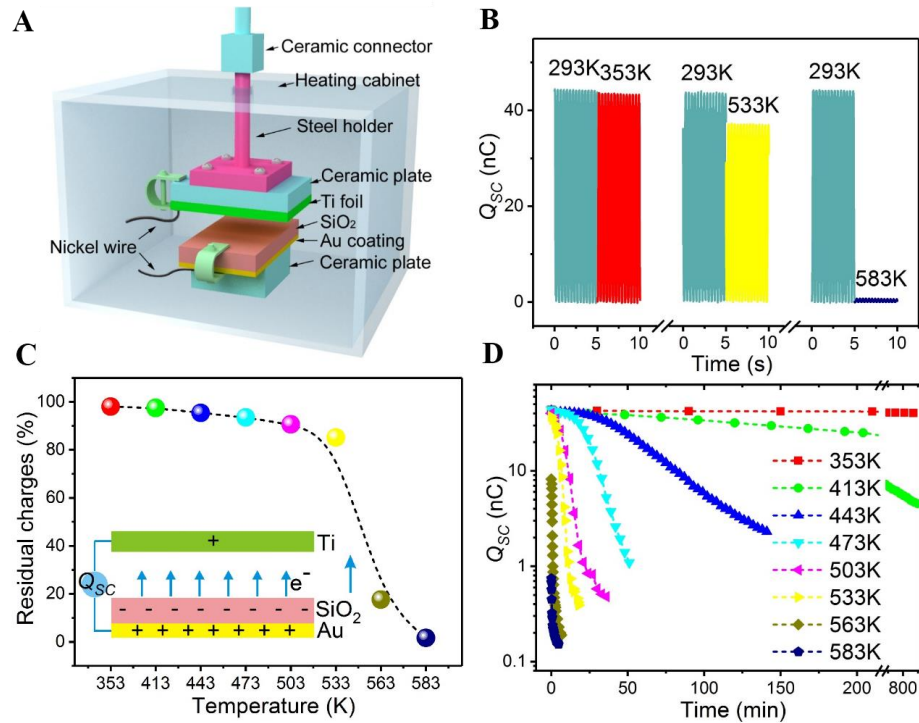 A
Ceramic connector
Heating cabinet
Steel holder
Ceramic plate
Ti foil
SiO₂
Au coating
Ceramic plate
Nickel wire
B
293K 353K 293K 533K 293K 583K
40
20
0
Q_SC (nC)
0 5 10 0 5 10 0 5 10
Time (s)
C
100
80
60
40
20
0
Residual charges (%)
Ti
+
Q_SC
e⁻
- - - - - - - SiO₂
+ + + + + + + Au
353 413 443 473 503 533 563 583
Temperature (K)
D
10
1
0.1
Q_SC (nC)
353K
413K
443K
473K
503K
533K
563K
583K
0 50 100 150 200 800
Time (min)